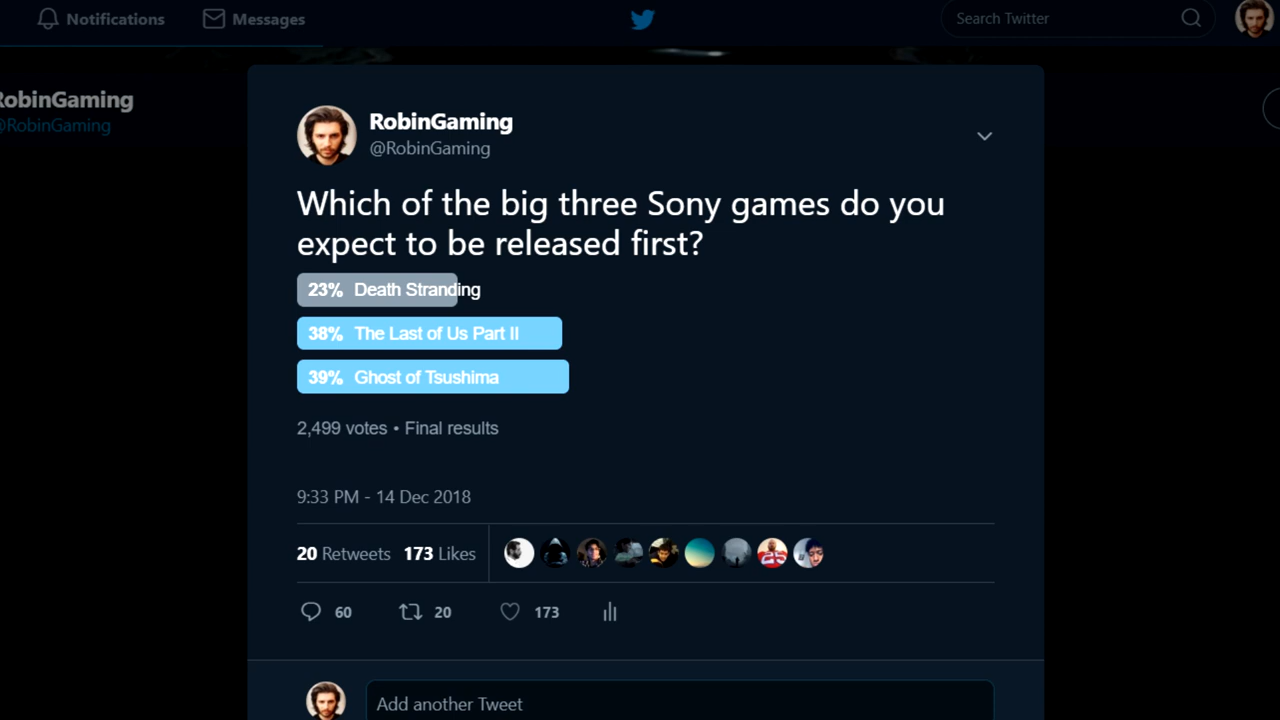 Notifications
Messages
Search Twitter
RobinGaming
@RobinGaming
RobinGaming
@RobinGaming
Which of the big three Sony games do you
expect to be released first?
23% Death Stranding
38% The Last of Us Part II
39% Ghost of Tsushima
2,499 votes • Final results
9:33 PM - 14 Dec 2018
20 Retweets 173 Likes
60 20 173
Add another Tweet